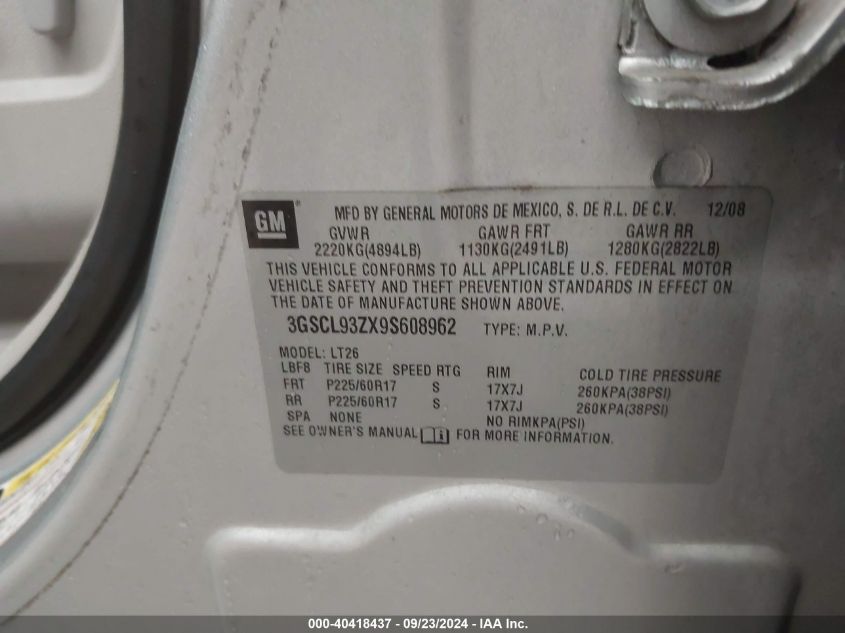 GM ® MFD BY GENERAL MOTORS DE MEXICO, S. DE R.L. DE C.V. 12/08
GVWR GAWR FRT GAWR RR
2220KG(4894LB) 1130KG(2491LB) 1280KG(2822LB)
THIS VEHICLE CONFORMS TO ALL APPLICABLE U.S. FEDERAL MOTOR
VEHICLE SAFETY AND THEFT PREVENTION STANDARDS IN EFFECT ON
THE DATE OF MANUFACTURE SHOWN ABOVE.
3GSCL93ZX9S608962 TYPE: M.P.V.
MODEL: LT26
LBF8 TIRE SIZE SPEED RTG RIM COLD TIRE PRESSURE
FRT P225/60R17 S 17X7J 260KPA(38PSI)
RR P225/60R17 S 17X7J 260KPA(38PSI)
SPA NONE NO RIMKPA(PSI)
SEE OWNER'S MANUAL FOR MORE INFORMATION.
000-40418437 - 09/23/2024 - IAA Inc.